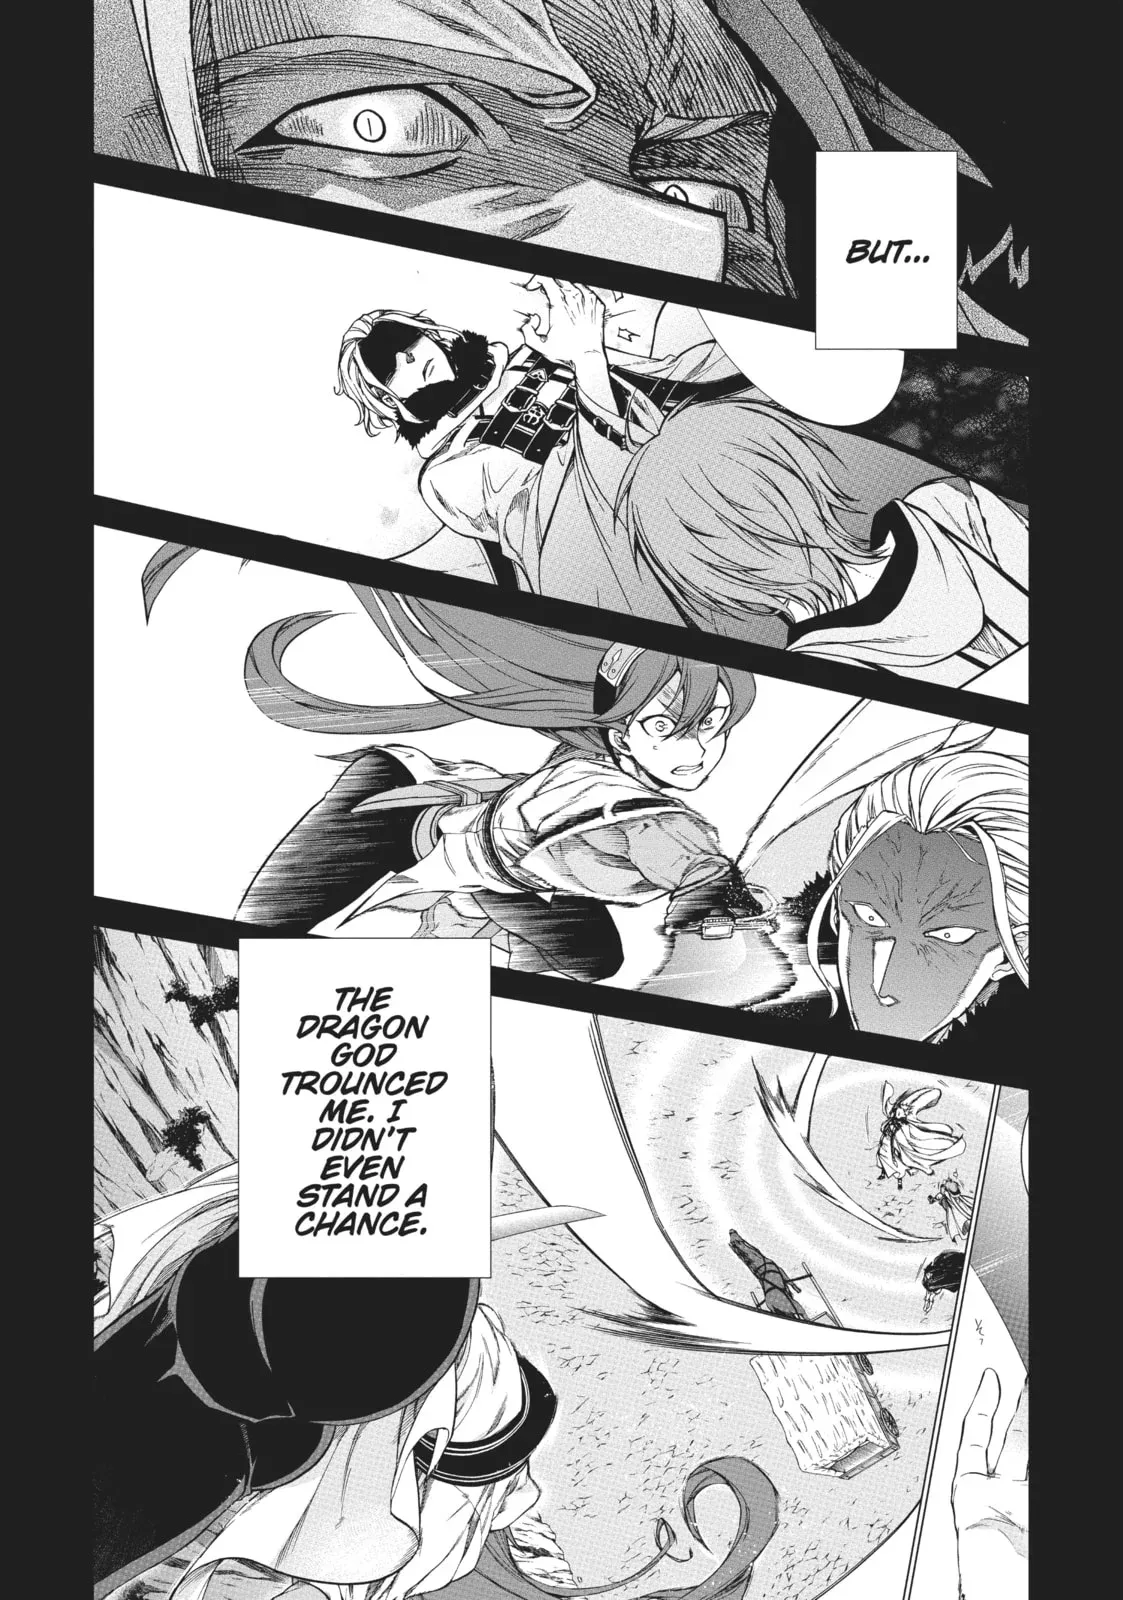 BUT...
THE
DRAGON
GOD
TROUNCED
ME. I
DIDN'T
EVEN
STAND A
CHANCE.